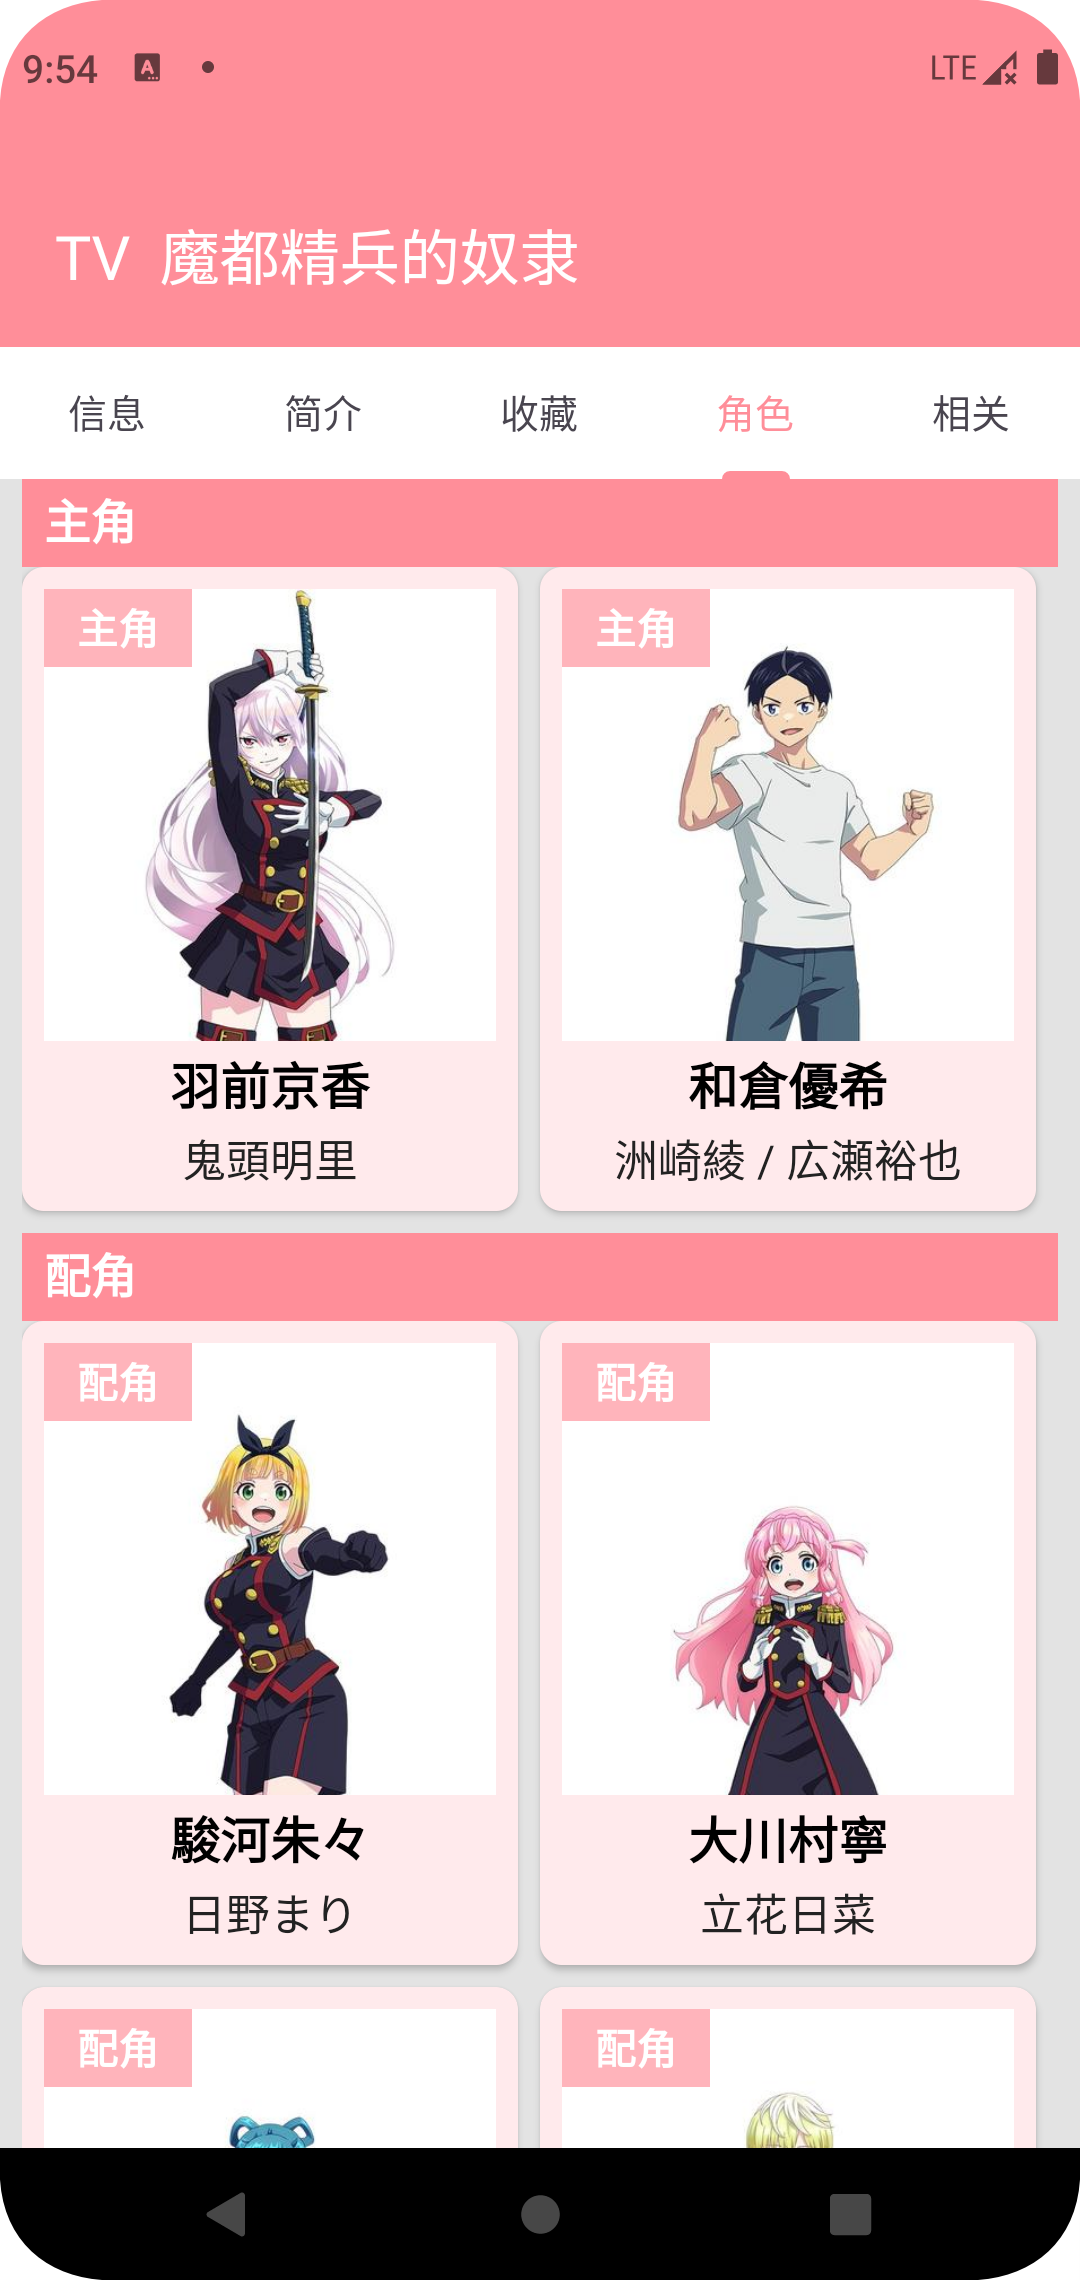 9:54 LTE
TV 魔都精兵的奴隶
信息 简介 收藏 角色 相关
主角
主角 主角
羽前京香 和倉優希
鬼頭明里 洲崎綾 / 広瀬裕也
配角
配角 配角
駿河朱々 大川村寧
日野まり 立花日菜
配角 配角